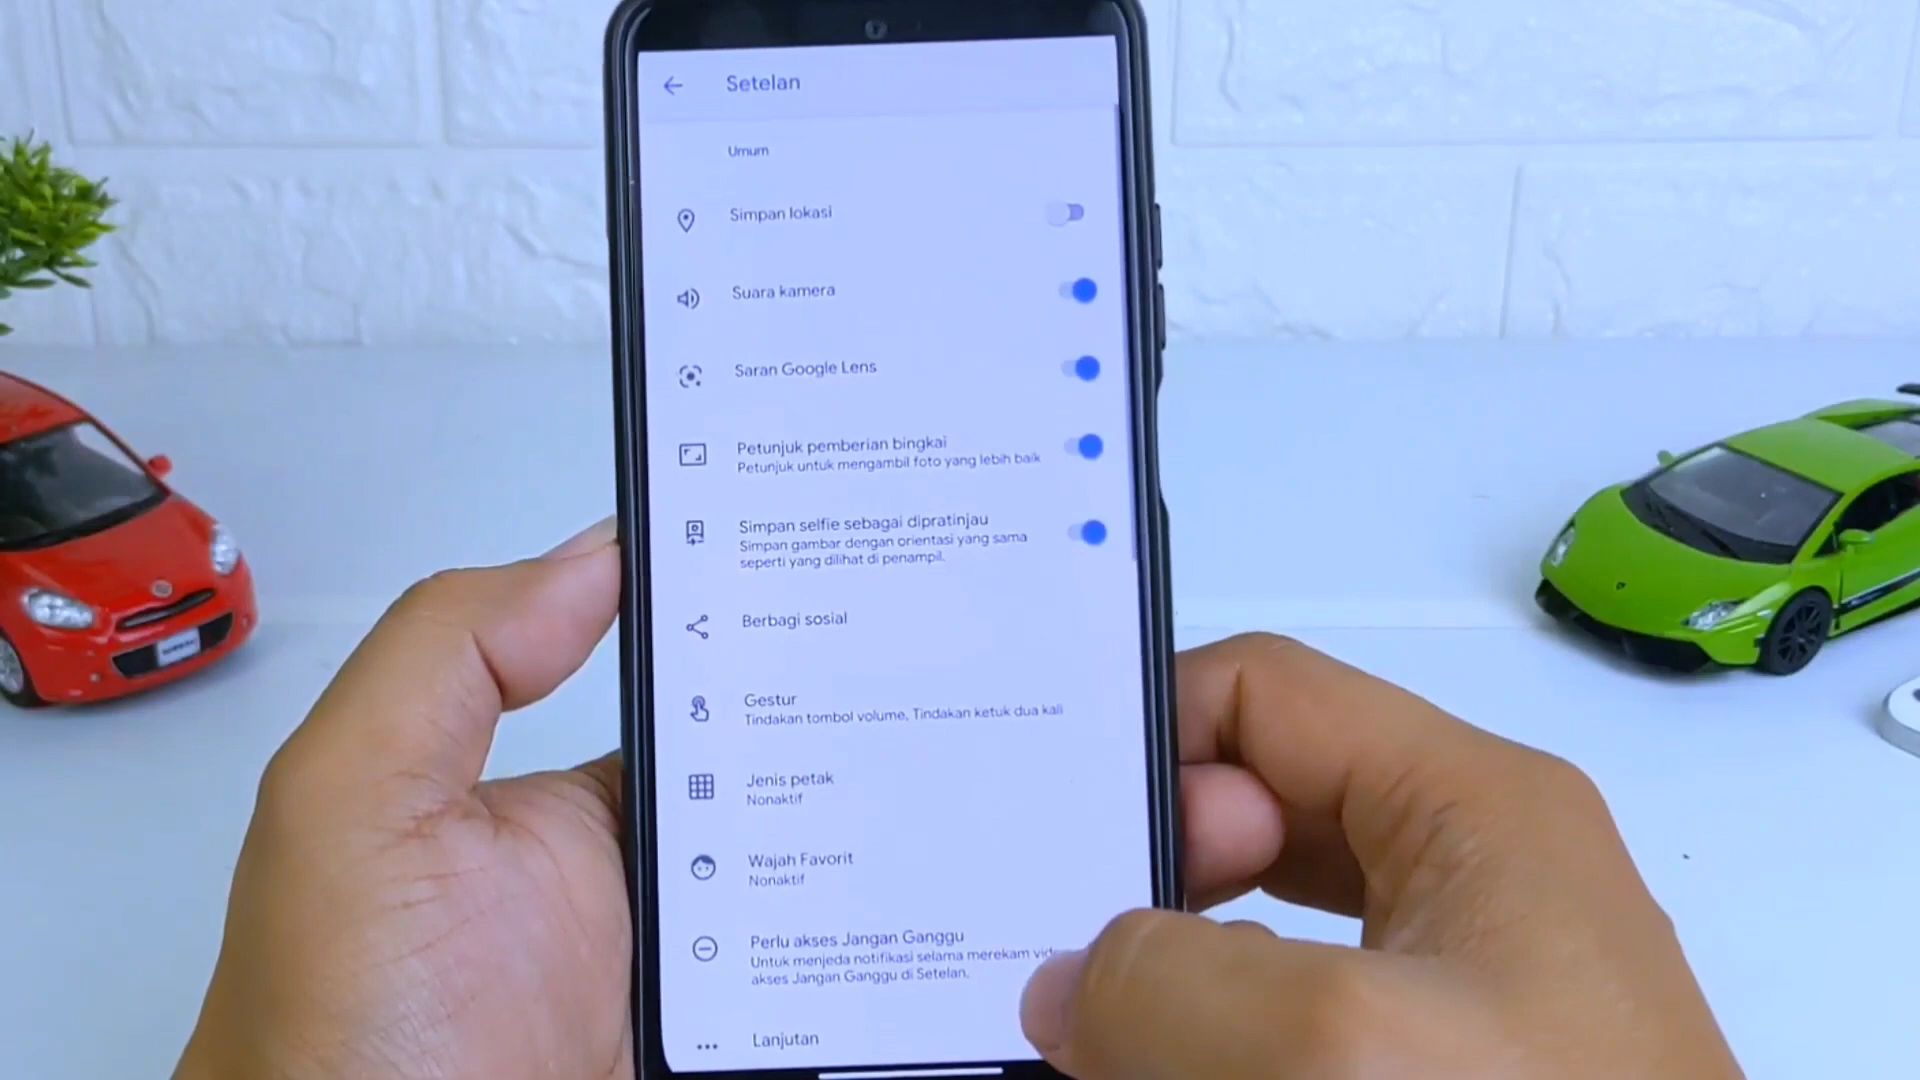 Setelan
Umum
Simpan lokasi
Suara kamera
Saran Google Lens
Petunjuk pemberian bingkai
Petunjuk untuk mengambil foto yang lebih baik
Simpan selfie sebagai dipratinjau
Simpan gambar dengan orientasi yang sama
seperti yang dilihat di penampil.
Berbagi sosial
Gestur
Tindakan tombol volume, Tindakan ketuk dua kali
Jenis petak
Nonaktif
Wajah Favorit
Nonaktif
Perlu akses Jangan Ganggu
Untuk menjeda notifikasi selama merekam
akses Jangan Ganggu di Setelan.
Lanjutan